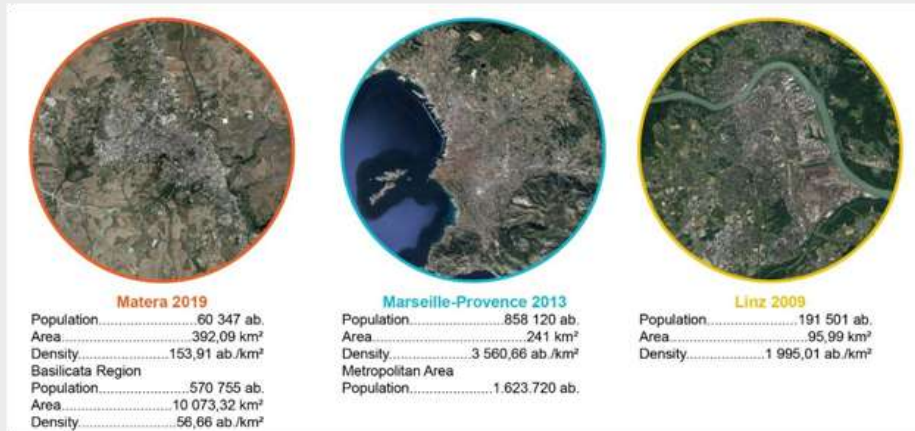 Matera 2019
Population....................60 347 ab.
Area..........................392,09 km²
Density.................153,91 ab./km²
Basilicata Region
Population..................570 755 ab.
Area.....................10 073,32 km²
Density...................56,66 ab./km²
Marseille-Provence 2013
Population....................858 120 ab.
Area..................................241 km²
Density................3 560,66 ab./km²
Metropolitan Area
Population.................1.623.720 ab.
Linz 2009
Population....................191 501 ab.
Area............................95,99 km²
Density................1 995,01 ab./km²